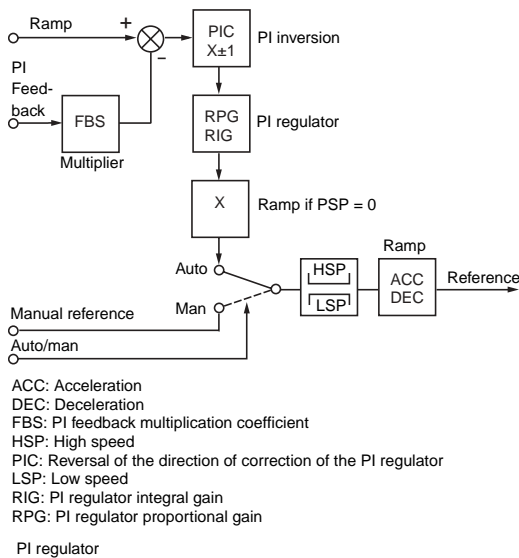 Ramp
+
−
PIC
X±1
PI inversion
PI
Feed-
back
FBS
Multiplier
RPG
RIG
PI regulator
X
Ramp if PSP = 0
Auto
HSP
LSP
Ramp
ACC
DEC
Reference
Manual reference
Man
Auto/man
ACC: Acceleration
DEC: Deceleration
FBS: PI feedback multiplication coefficient
HSP: High speed
PIC: Reversal of the direction of correction of the PI regulator
LSP: Low speed
RIG: PI regulator integral gain
RPG: PI regulator proportional gain
PI regulator